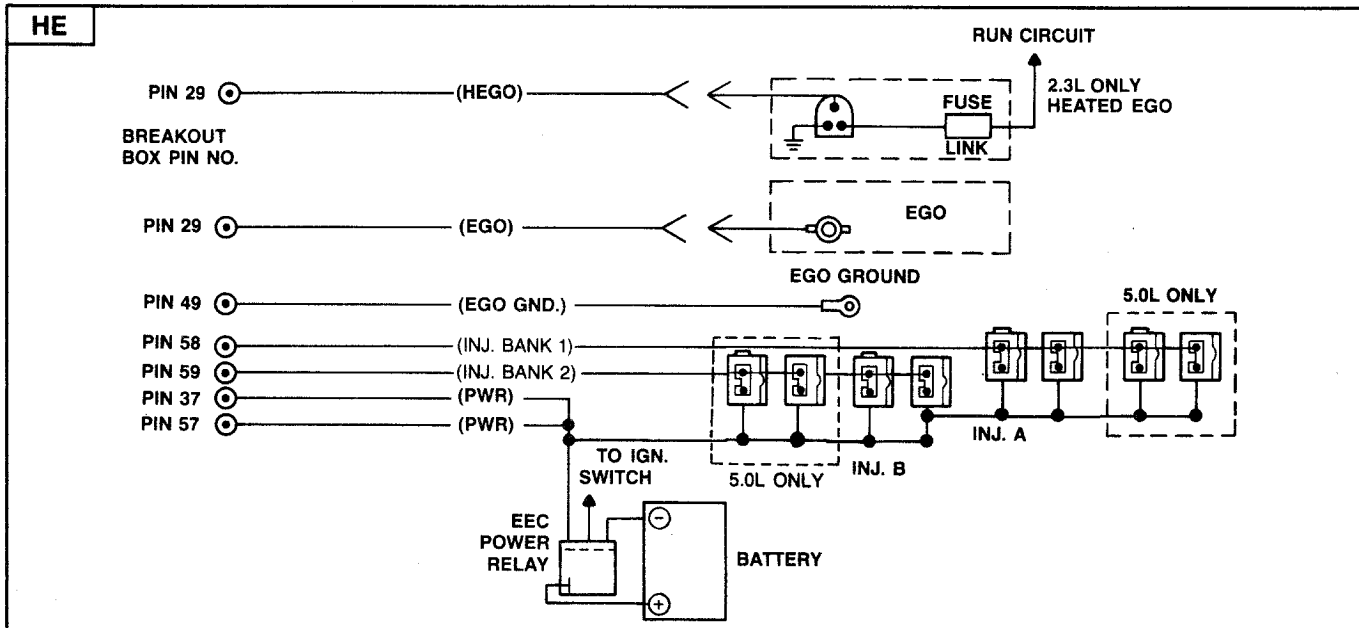 HE
RUN CIRCUIT
PIN 29
(HEGO)
FUSE
LINK
2.3L ONLY
HEATED EGO
BREAKOUT
BOX PIN NO.
PIN 29
(EGO)
EGO
EGO GROUND
PIN 49
(EGO GND.)
5.0L ONLY
PIN 58
(INJ. BANK 1)
PIN 59
(INJ. BANK 2)
PIN 37
(PWR)
PIN 57
(PWR)
INJ. A
TO IGN.
SWITCH
5.0L ONLY
INJ. B
EEC
POWER
RELAY
−
BATTERY
+